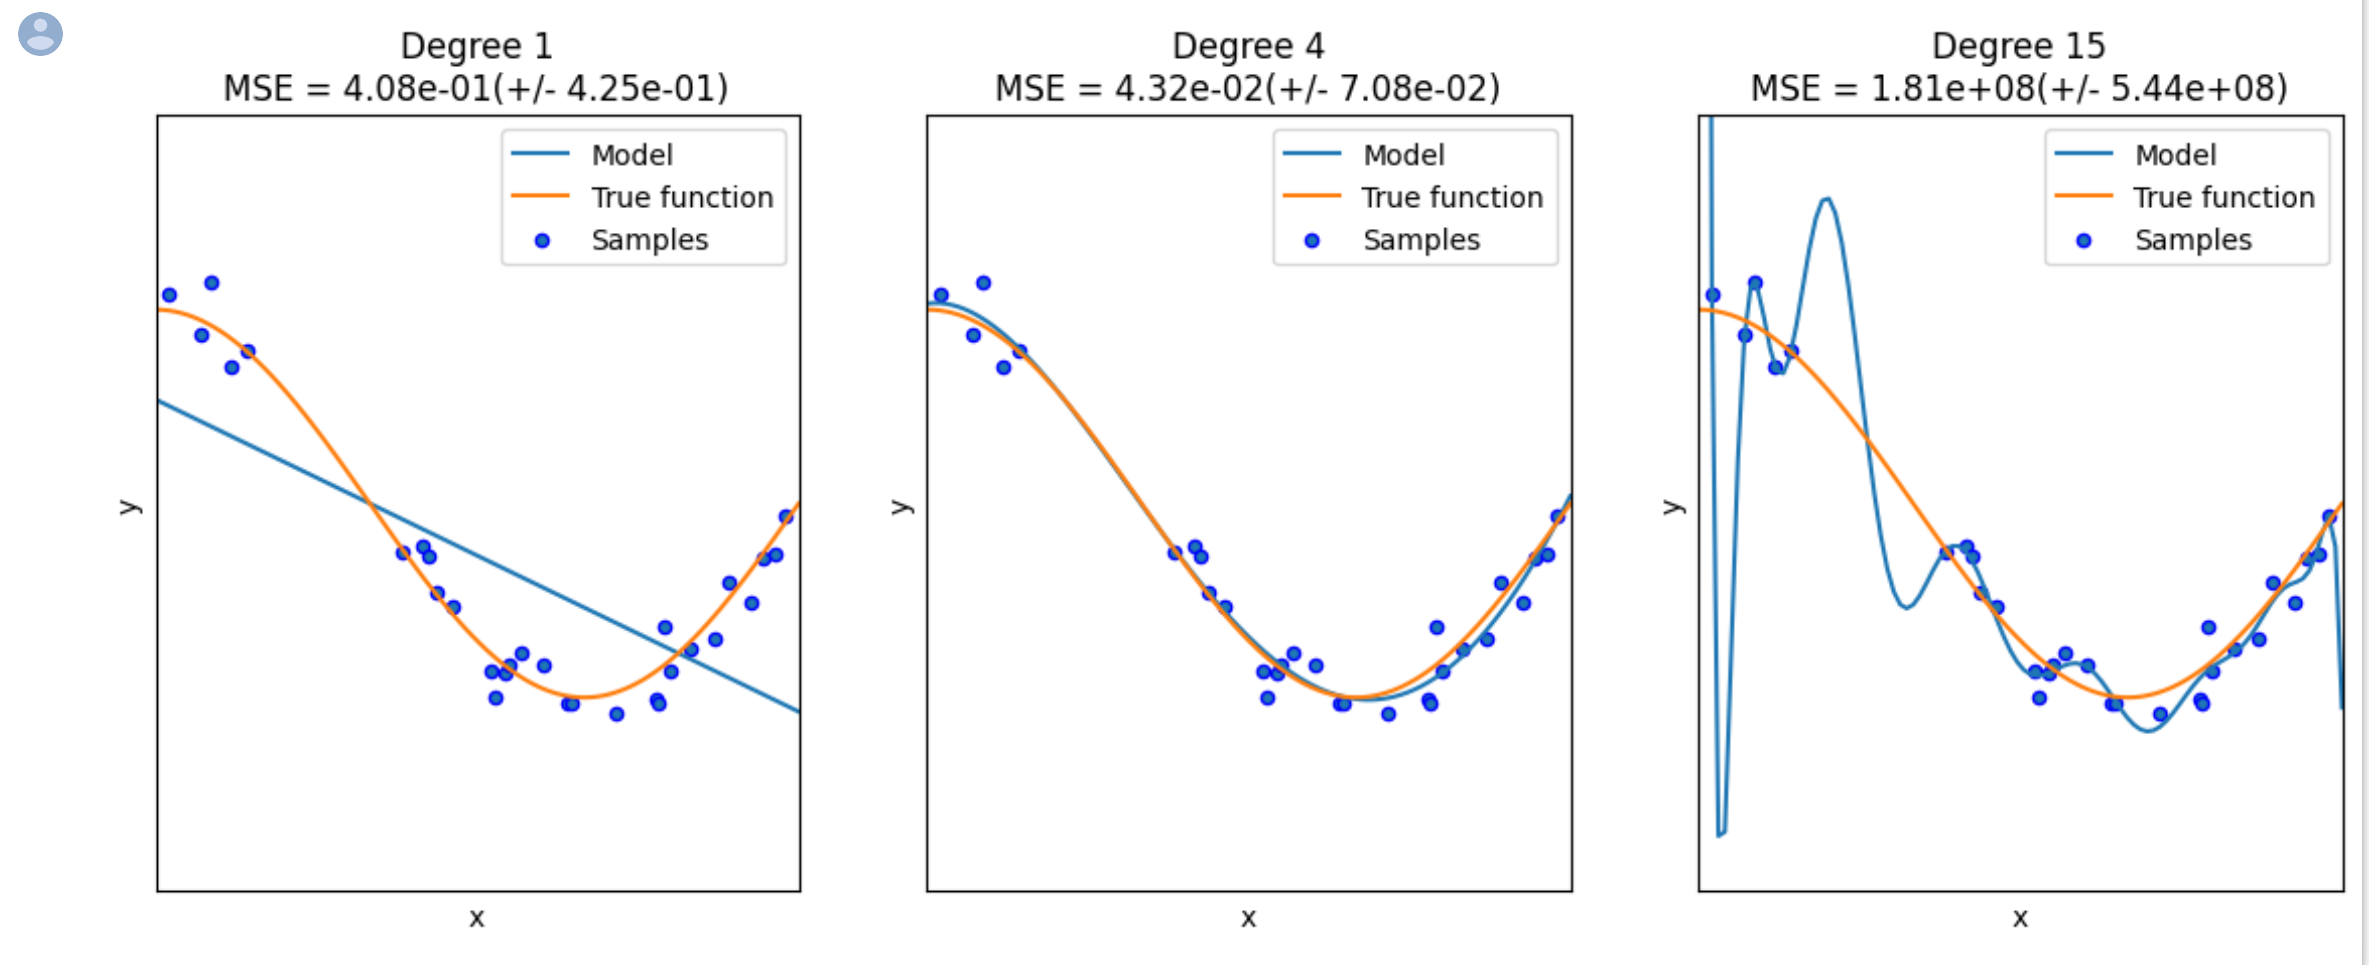 Degree 1
MSE = 4.08e-01(+/- 4.25e-01)
Model
True function
Samples
y
x
Degree 4
MSE = 4.32e-02(+/- 7.08e-02)
Model
True function
Samples
y
x
Degree 15
MSE = 1.81e+08(+/- 5.44e+08)
Model
True function
Samples
y
x